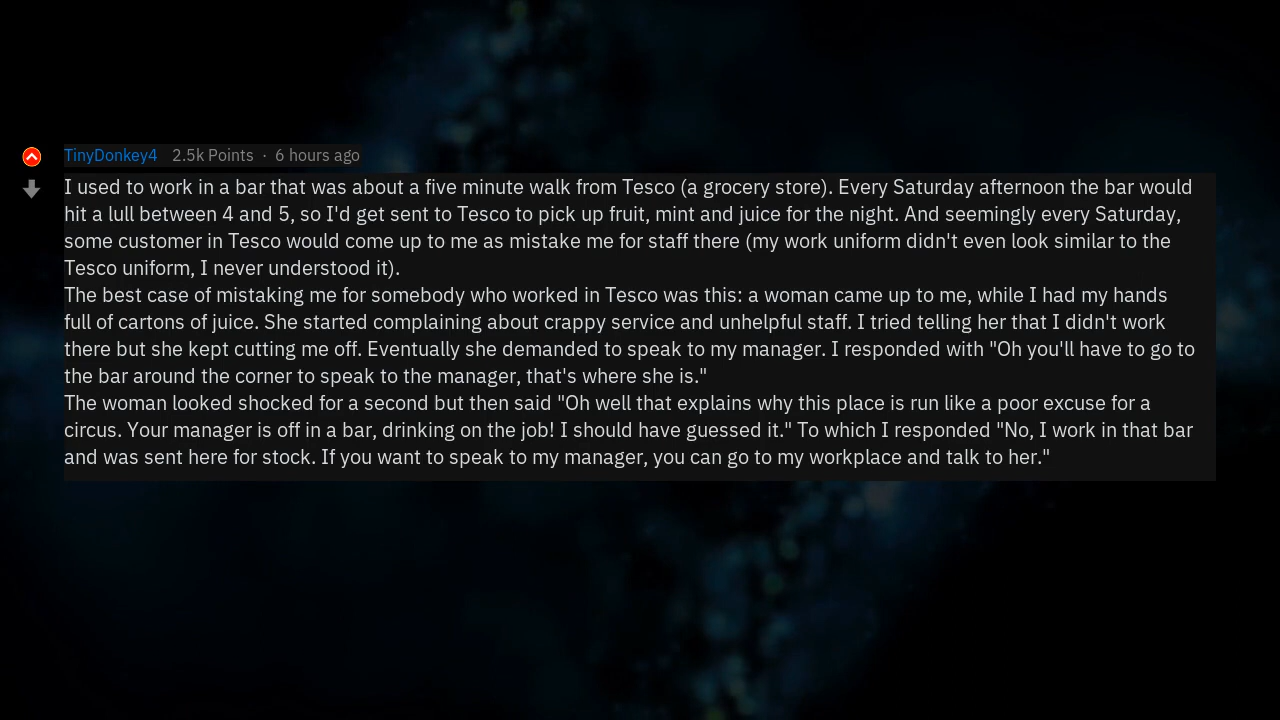 TinyDonkey4 2.5k Points · 6 hours ago
I used to work in a bar that was about a five minute walk from Tesco (a grocery store). Every Saturday afternoon the bar would
hit a lull between 4 and 5, so I'd get sent to Tesco to pick up fruit, mint and juice for the night. And seemingly every Saturday,
some customer in Tesco would come up to me as mistake me for staff there (my work uniform didn't even look similar to the
Tesco uniform, I never understood it).
The best case of mistaking me for somebody who worked in Tesco was this: a woman came up to me, while I had my hands
full of cartons of juice. She started complaining about crappy service and unhelpful staff. I tried telling her that I didn't work
there but she kept cutting me off. Eventually she demanded to speak to my manager. I responded with "Oh you'll have to go to
the bar around the corner to speak to the manager, that's where she is."
The woman looked shocked for a second but then said "Oh well that explains why this place is run like a poor excuse for a
circus. Your manager is off in a bar, drinking on the job! I should have guessed it." To which I responded "No, I work in that bar
and was sent here for stock. If you want to speak to my manager, you can go to my workplace and talk to her."